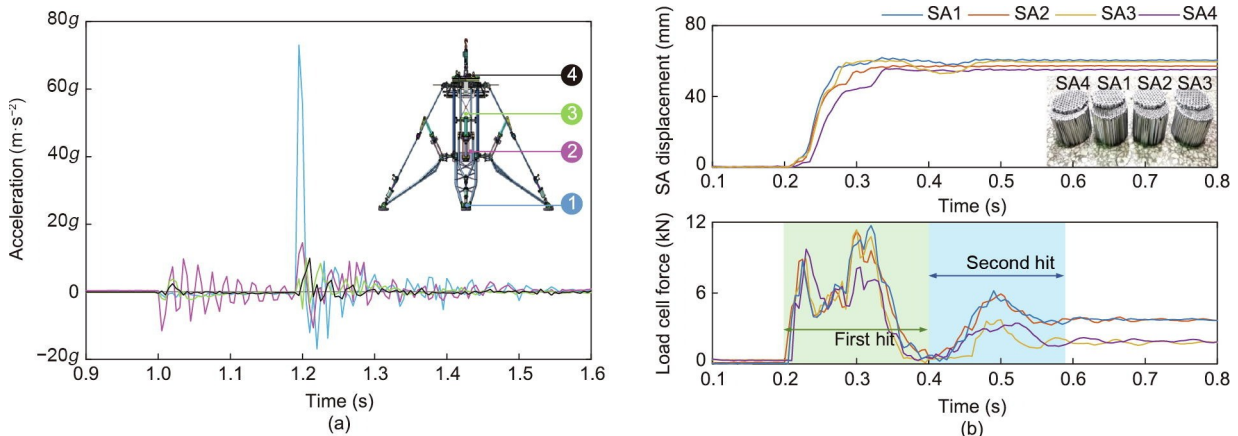 80g
60g
40g
20g
0
−20g
Acceleration (m·s⁻²)
4
3
2
1
0.9 1.0 1.1 1.2 1.3 1.4 1.5 1.6
Time (s)
(a)
SA1 SA2 SA3 SA4
SA displacement (mm)
80
40
0
SA4 SA1 SA2 SA3
0.1 0.2 0.3 0.4 0.5 0.6 0.7 0.8
Time (s)
Load cell force (kN)
12
6
0
Second hit
First hit
0.1 0.2 0.3 0.4 0.5 0.6 0.7 0.8
Time (s)
(b)